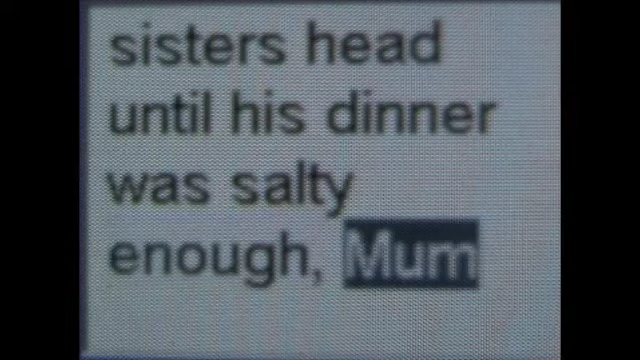 sisters head
until his dinner
was salty
enough, Mum